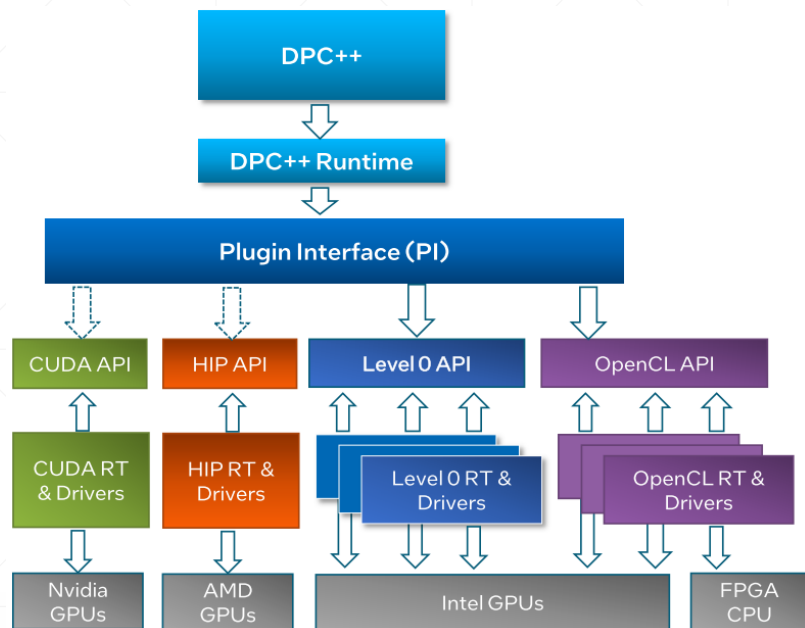 DPC++
DPC++ Runtime
Plugin Interface (PI)
CUDA API
HIP API
Level 0 API
OpenCL API
CUDA RT
& Drivers
HIP RT &
Drivers
Level 0 RT &
Drivers
OpenCL RT &
Drivers
Nvidia
GPUs
AMD
GPUs
Intel GPUs
FPGA
CPU